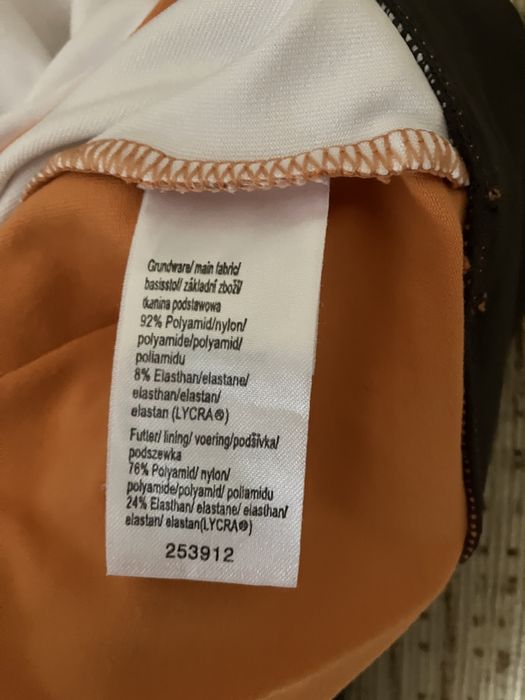 Grundware/ main fabric/
basisstof/ základní zboží/
tkanina podstawowa
92% Polyamid/nylon/
polyamide/polyamid/
poliamidu
8% Elasthan/elastane/
elasthan/elastan/
elastan (LYCRA®)
Futter/ lining/ voering/podšívka/
podszewka
76% Polyamid/ nylon/
polyamide/polyamid/ poliamidu
24% Elasthan/ elastane/ elasthan/
elastan/ elastan(LYCRA®)
253912